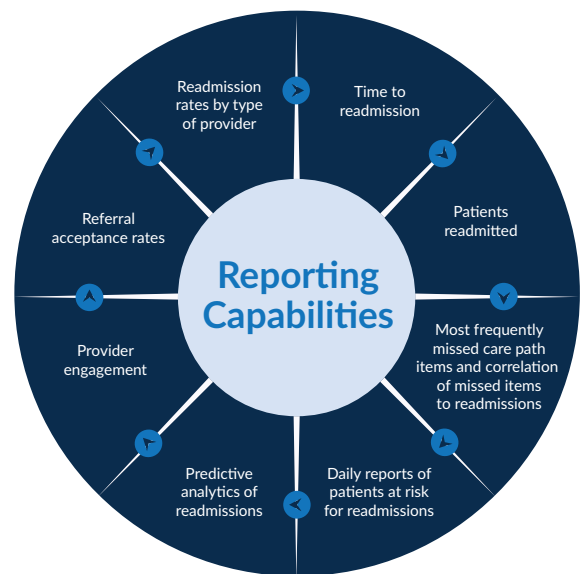 Reporting
Capabilities
Time to
readmission
Patients
readmitted
Most frequently
missed care path
items and correlation
of missed items
to readmissions
Daily reports of
patients at risk
for readmissions
Predictive
analytics of
readmissions
Provider
engagement
Referral
acceptance rates
Readmission
rates by type
of provider